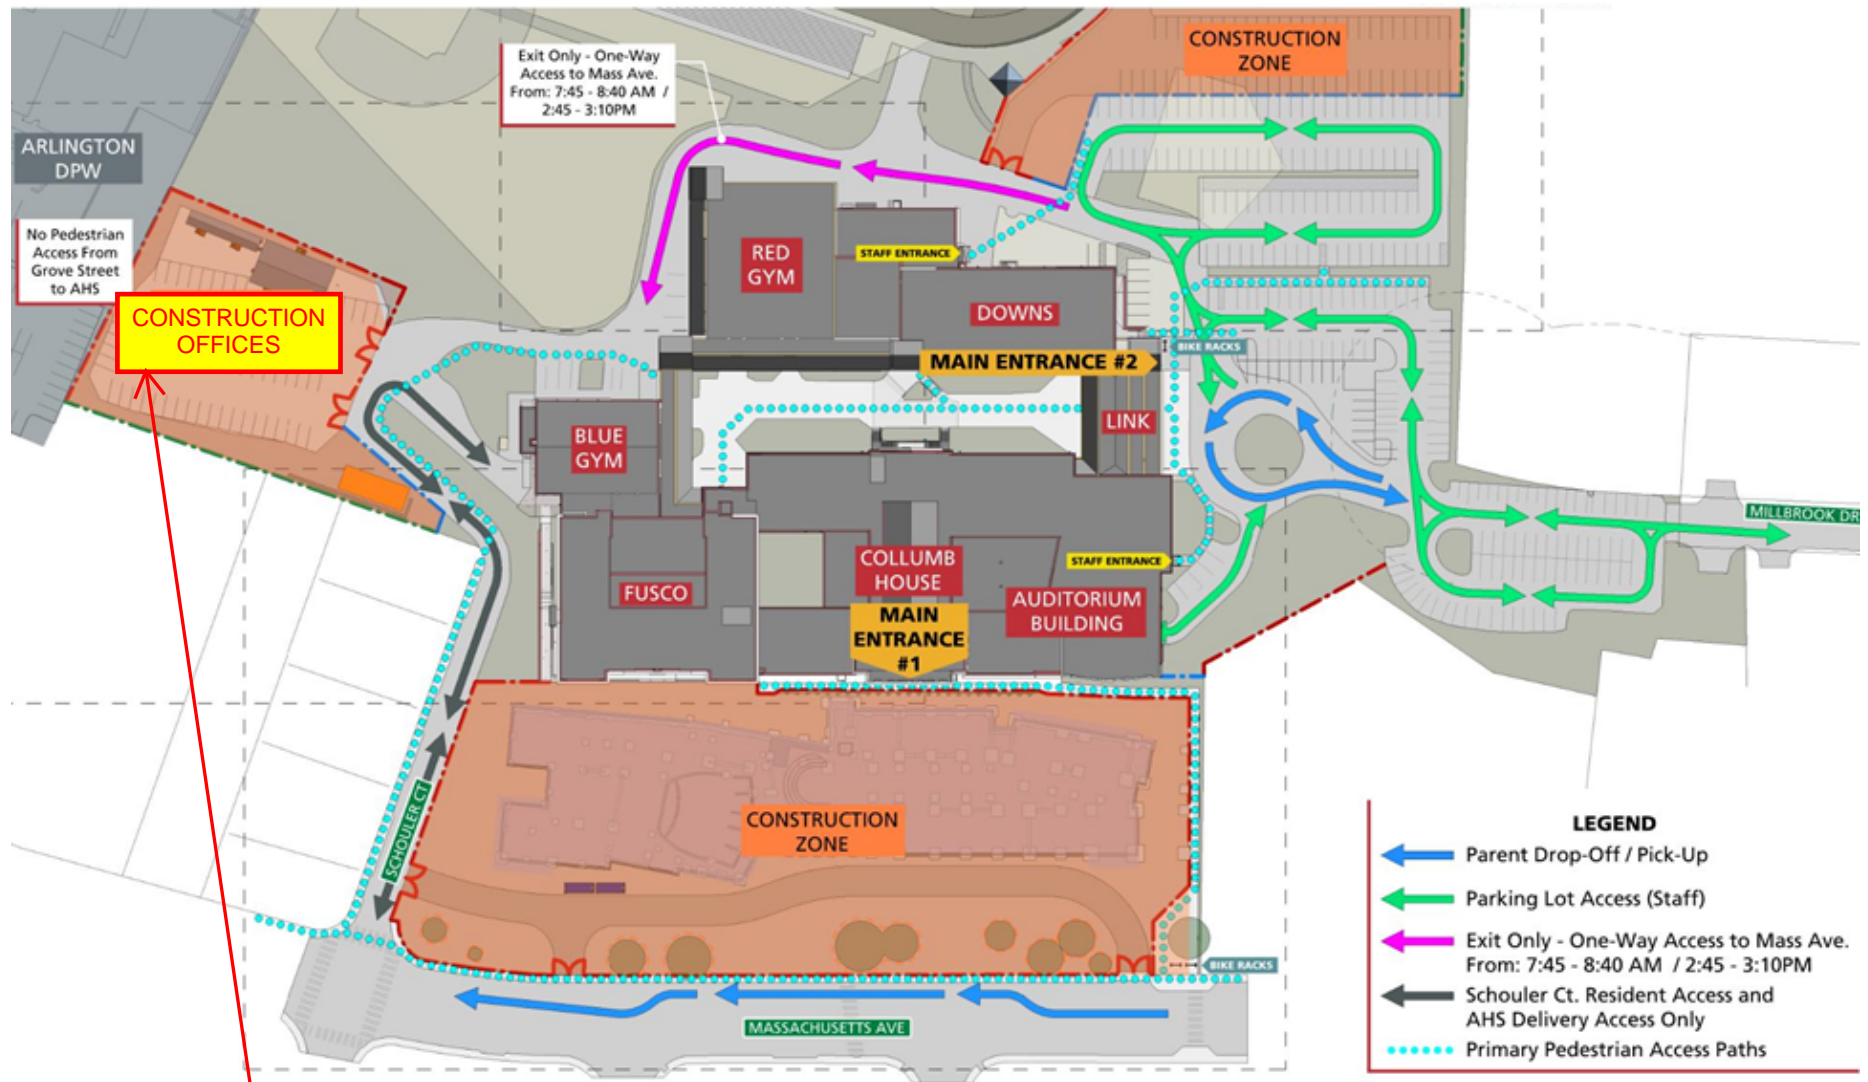 Exit Only - One-Way
Access to Mass Ave.
From: 7:45 - 8:40 AM /
2:45 - 3:10PM
CONSTRUCTION
ZONE
ARLINGTON
DPW
No Pedestrian
Access From
Grove Street
to AHS
CONSTRUCTION
OFFICES
RED
GYM
STAFF ENTRANCE
DOWNS
MAIN ENTRANCE #2
BIKE RACKS
LINK
BLUE
GYM
MILLBROOK DR
STAFF ENTRANCE
COLLUMB
HOUSE
FUSCO
AUDITORIUM
BUILDING
MAIN
ENTRANCE
#1
SCHOULER CT
CONSTRUCTION
ZONE
BIKE RACKS
MASSACHUSETTS AVE
LEGEND
Parent Drop-Off / Pick-Up
Parking Lot Access (Staff)
Exit Only - One-Way Access to Mass Ave.
From: 7:45 - 8:40 AM / 2:45 - 3:10PM
Schouler Ct. Resident Access and
AHS Delivery Access Only
Primary Pedestrian Access Paths